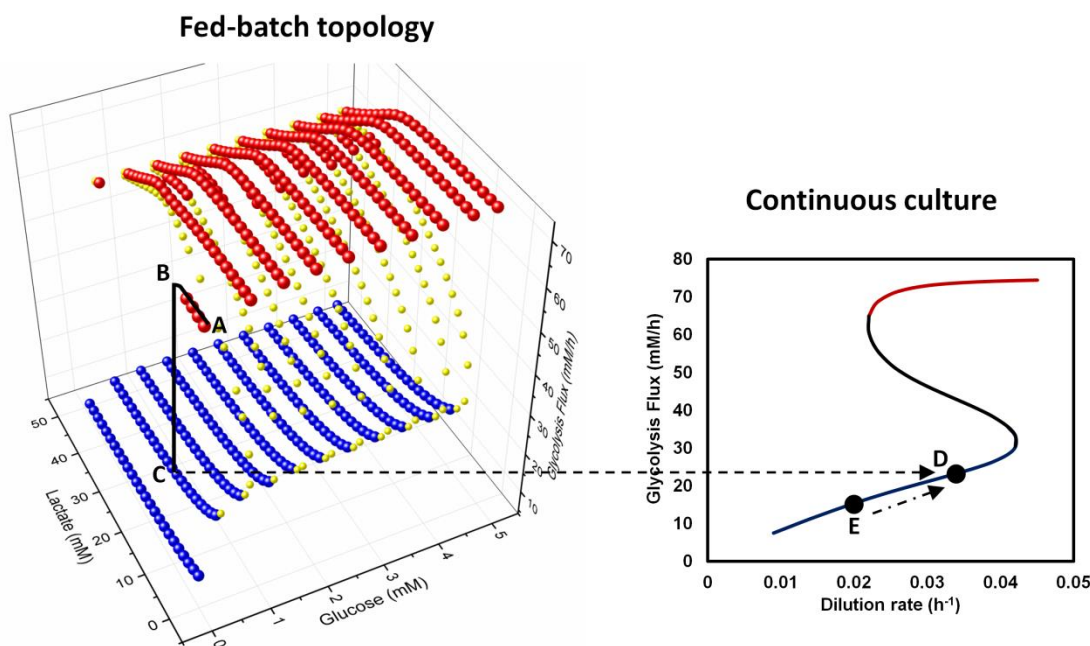 Fed-batch topology
B
A
C
70
60
50
40
30
20
10
Glycolysis Flux (mM/h)
50
40
30
20
10
0
Lactate (mM)
0
1
2
3
4
5
Glucose (mM)
Continuous culture
80
70
60
50
40
30
20
10
0
Glycolysis Flux (mM/h)
D
E
0
0.01
0.02
0.03
0.04
0.05
Dilution rate (h⁻¹)